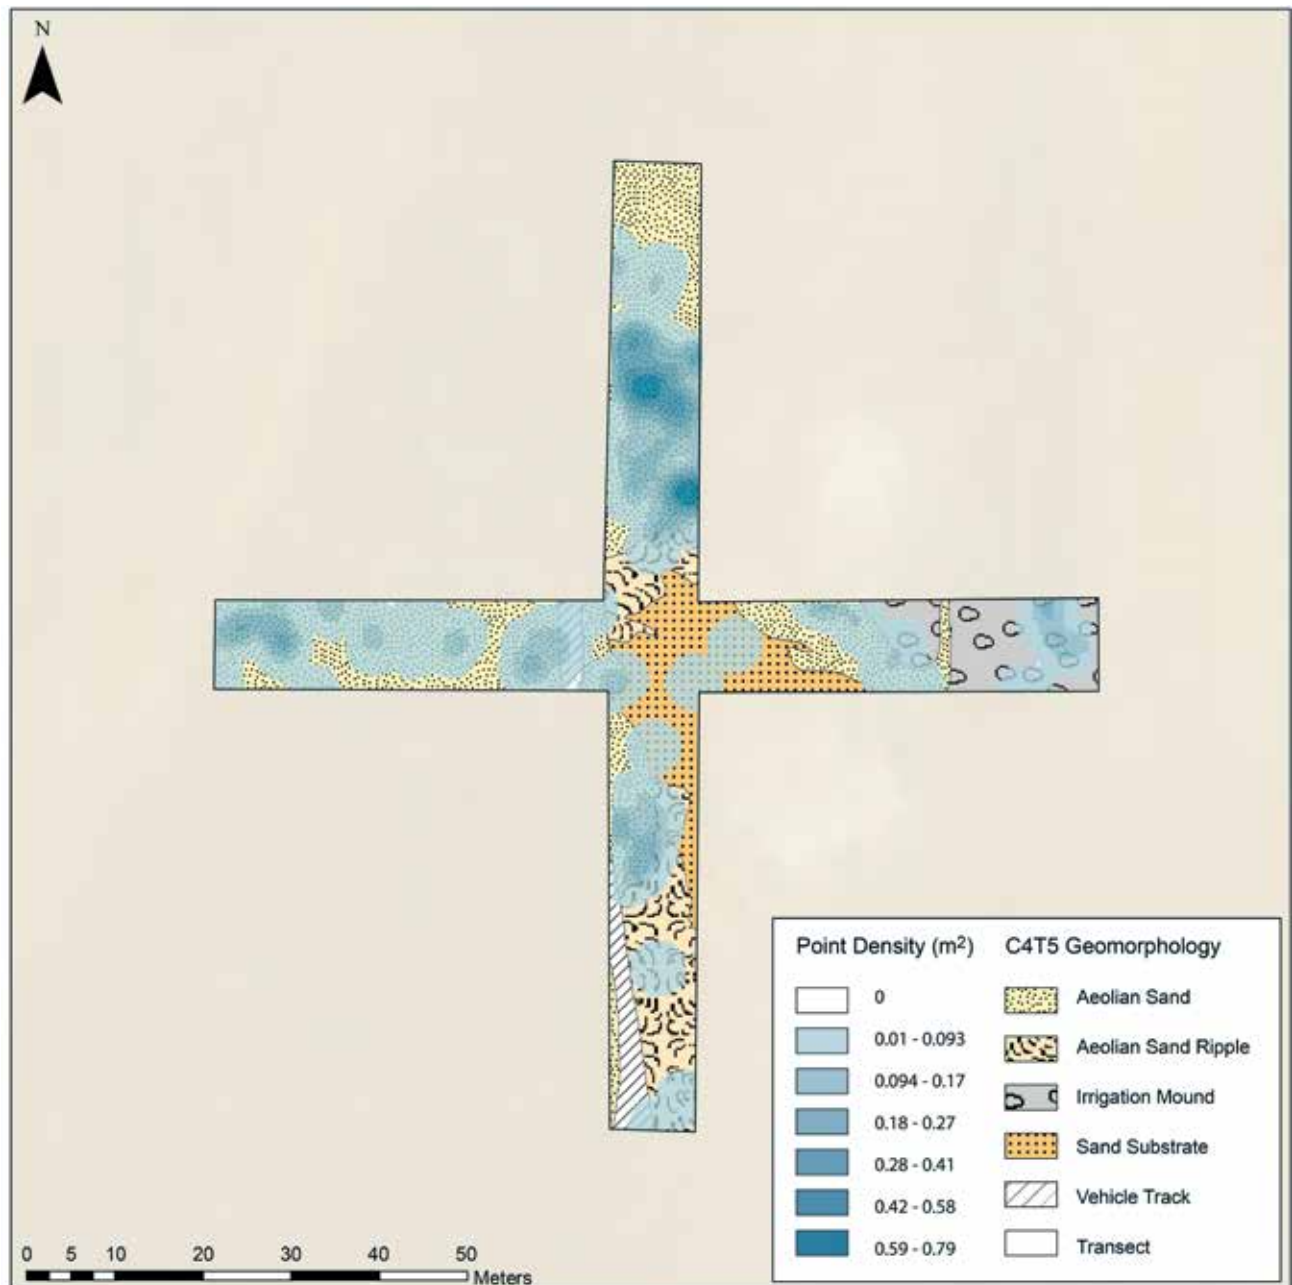 N
Point Density (m²)
C4T5 Geomorphology
0
0.01 - 0.093
0.094 - 0.17
0.18 - 0.27
0.28 - 0.41
0.42 - 0.58
0.59 - 0.79
Aeolian Sand
Aeolian Sand Ripple
Irrigation Mound
Sand Substrate
Vehicle Track
Transect
0 5 10 20 30 40 50
Meters